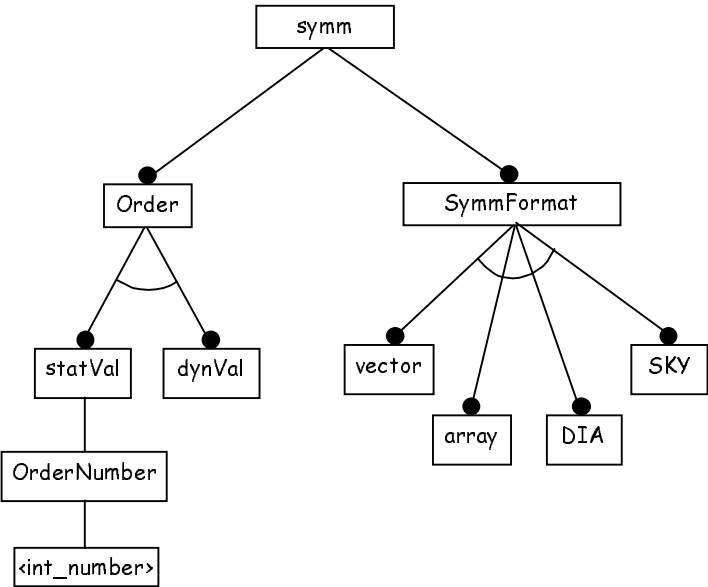 symm
Order
SymmFormat
statVal
dynVal
vector
SKY
array
DIA
OrderNumber
<int_number>